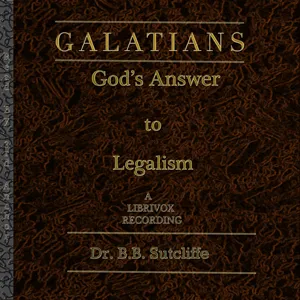 GALATIANS
God's Answer
to
Legalism
A
LIBRIVOX
RECORDING
Dr. B.B. Sutcliffe